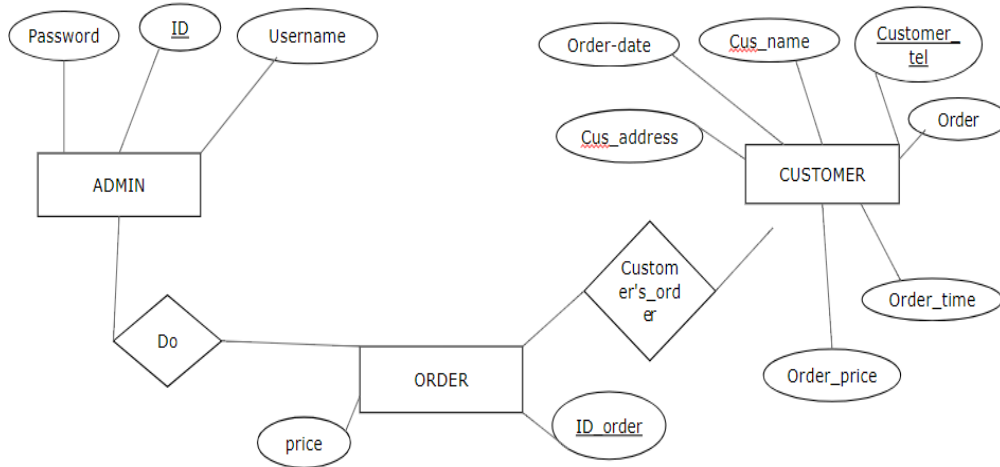 Password
ID
Username
Order-date
Cus_name
Customer_
tel
Order
Cus_address
ADMIN
CUSTOMER
Custom
er's_ord
er
Order_time
Do
ORDER
Order_price
price
ID_order